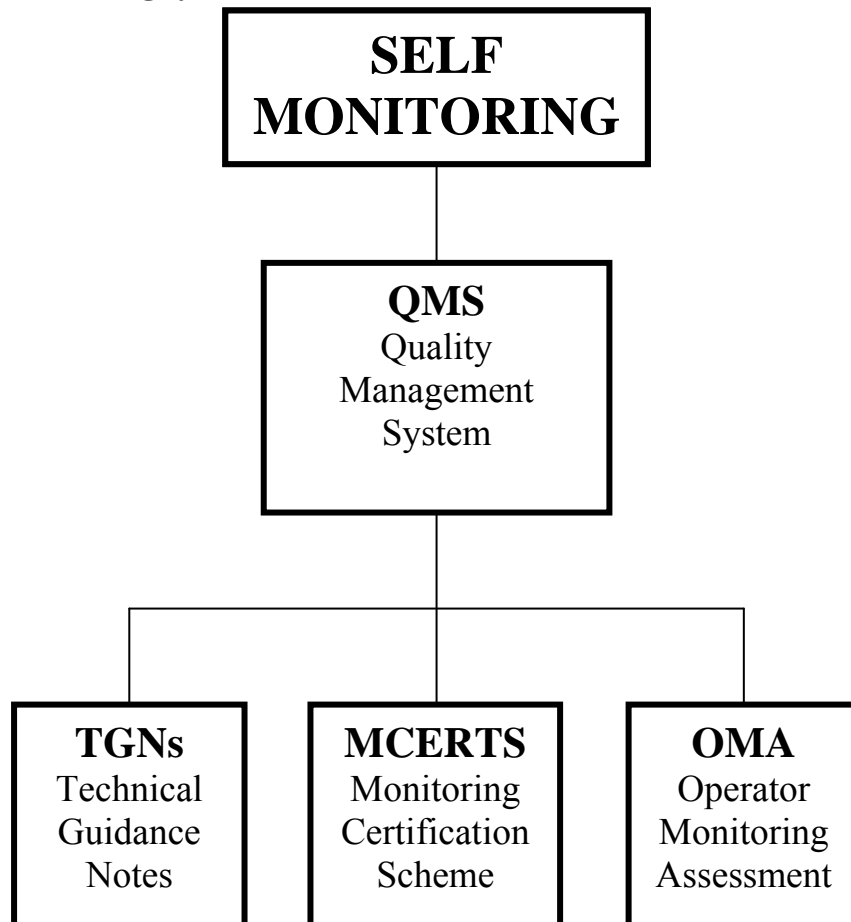 SELF
MONITORING
QMS
Quality
Management
System
TGNs
Technical
Guidance
Notes
MCERTS
Monitoring
Certification
Scheme
OMA
Operator
Monitoring
Assessment